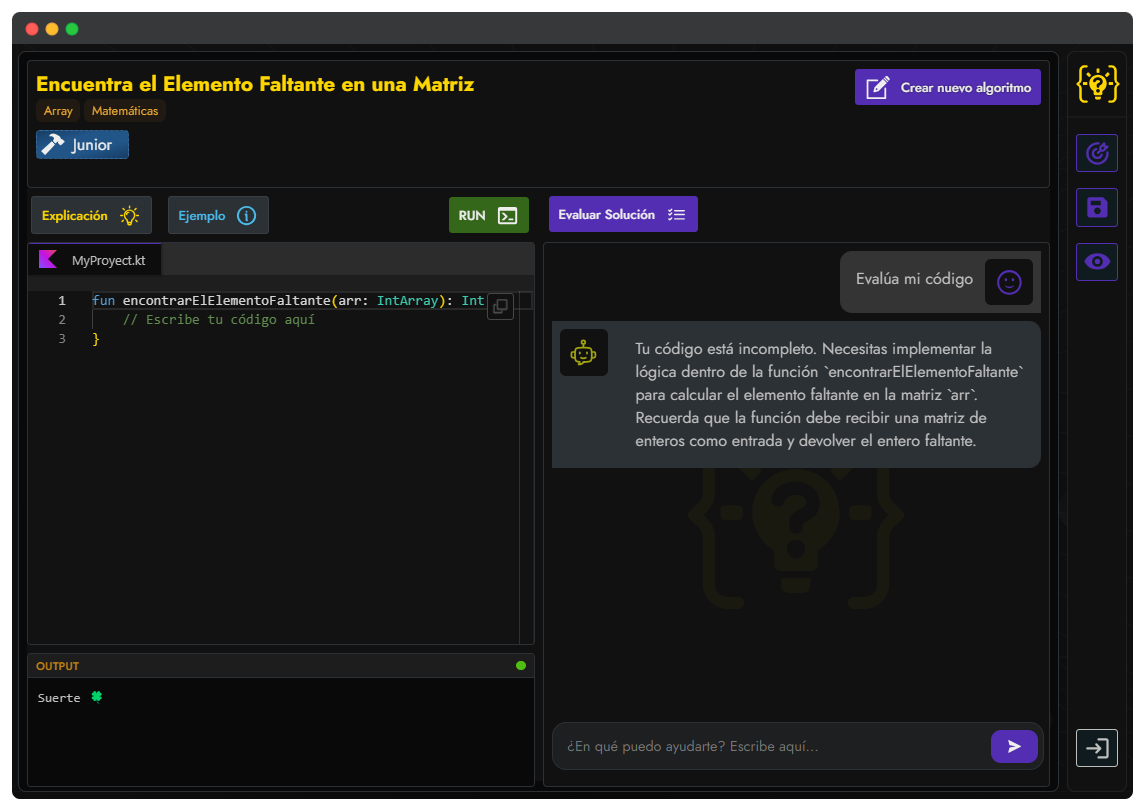 Encuentra el Elemento Faltante en una Matriz
Array Matemáticas
Junior
Crear nuevo algoritmo
Explicación
Ejemplo
RUN
Evaluar Solución
MyProyect.kt
1 fun encontrarElElementoFaltante(arr: IntArray): Int
2 // Escribe tu código aquí
3 }
OUTPUT
Suerte
Evalúa mi código
Tu código está incompleto. Necesitas implementar la
lógica dentro de la función `encontrarElElementoFaltante`
para calcular el elemento faltante en la matriz `arr`.
Recuerda que la función debe recibir una matriz de
enteros como entrada y devolver el entero faltante.
¿En qué puedo ayudarte? Escribe aquí...